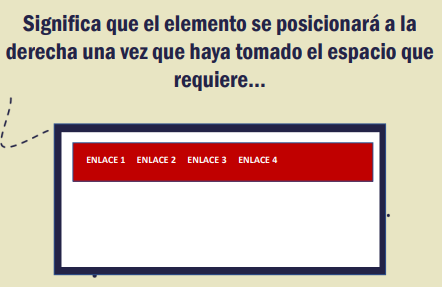 Significa que el elemento se posicionará a la
derecha una vez que haya tomado el espacio que
requiere...
ENLACE 1 ENLACE 2 ENLACE 3 ENLACE 4